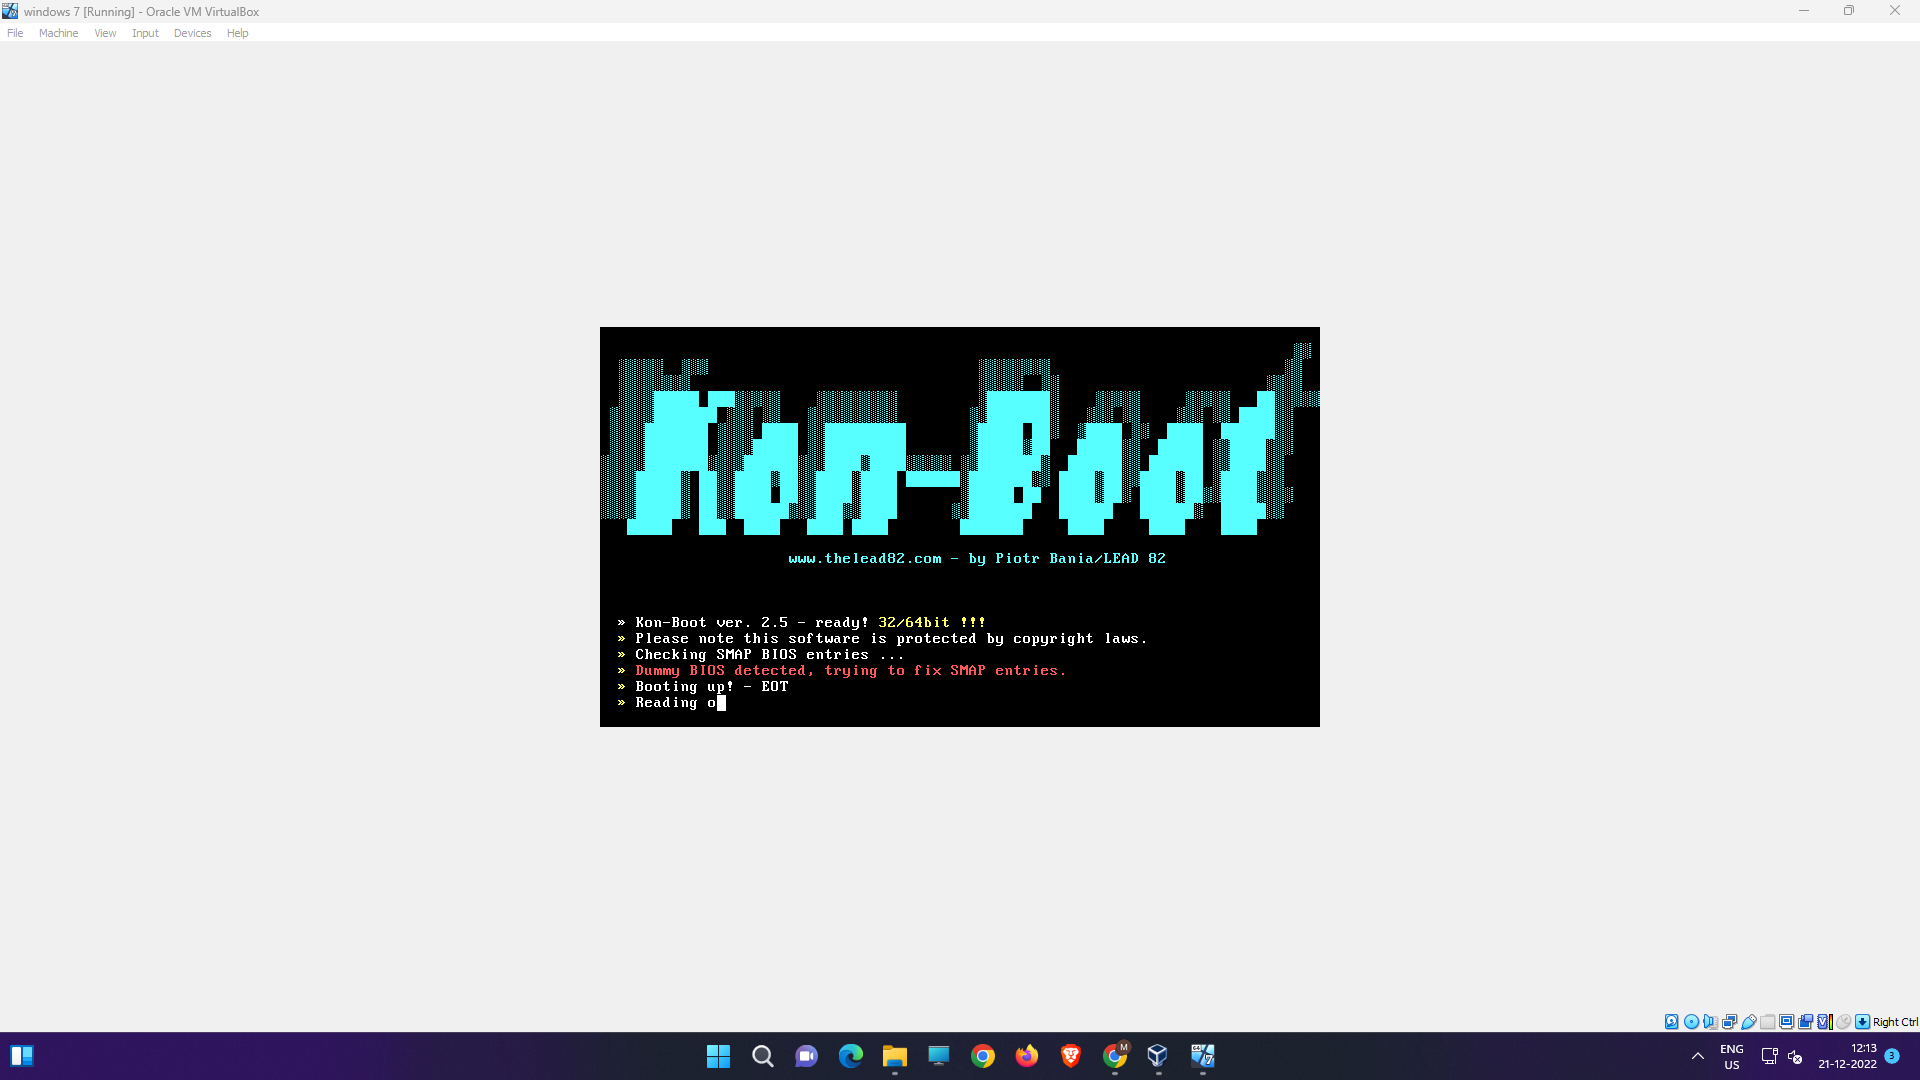 windows 7 [Running] - Oracle VM VirtualBox
File Machine View Input Devices Help
Kon-Boot
www.thelead82.com - by Piotr Bania/LEAD 82
» Kon-Boot ver. 2.5 - ready! 32/64bit !!!
» Please note this software is protected by copyright laws.
» Checking SMAP BIOS entries ...
» Dummy BIOS detected, trying to fix SMAP entries.
» Booting up! - EOT
» Reading o
Right Ctrl
M
7
ENG
US
12:13
21-12-2022
3